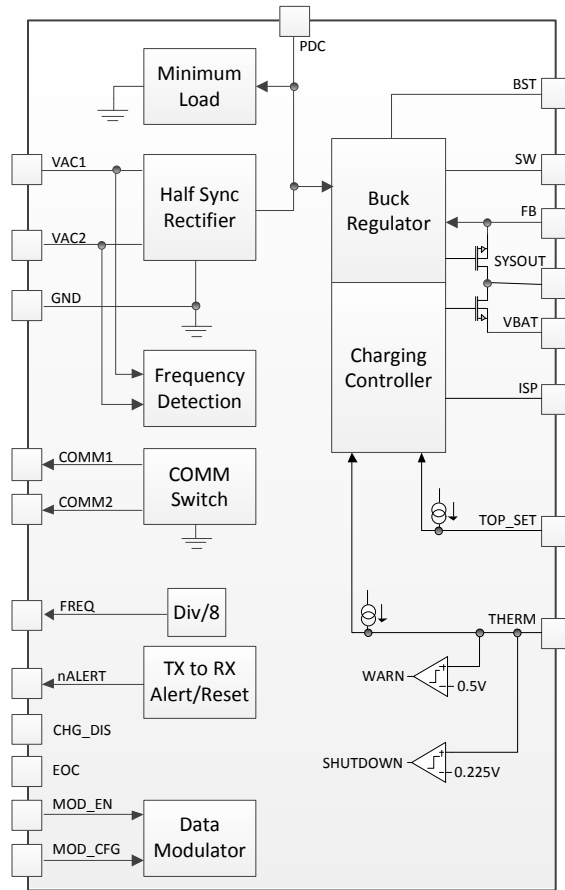 PDC
Minimum
Load
BST
VAC1
SW
Half Sync
Rectifier
Buck
Regulator
FB
VAC2
SYSOUT
GND
VBAT
Frequency
Detection
Charging
Controller
ISP
COMM1
COMM
Switch
COMM2
TOP_SET
FREQ
Div/8
THERM
nALERT
TX to RX
Alert/Reset
WARN
0.5V
CHG_DIS
SHUTDOWN
0.225V
EOC
MOD_EN
Data
Modulator
MOD_CFG